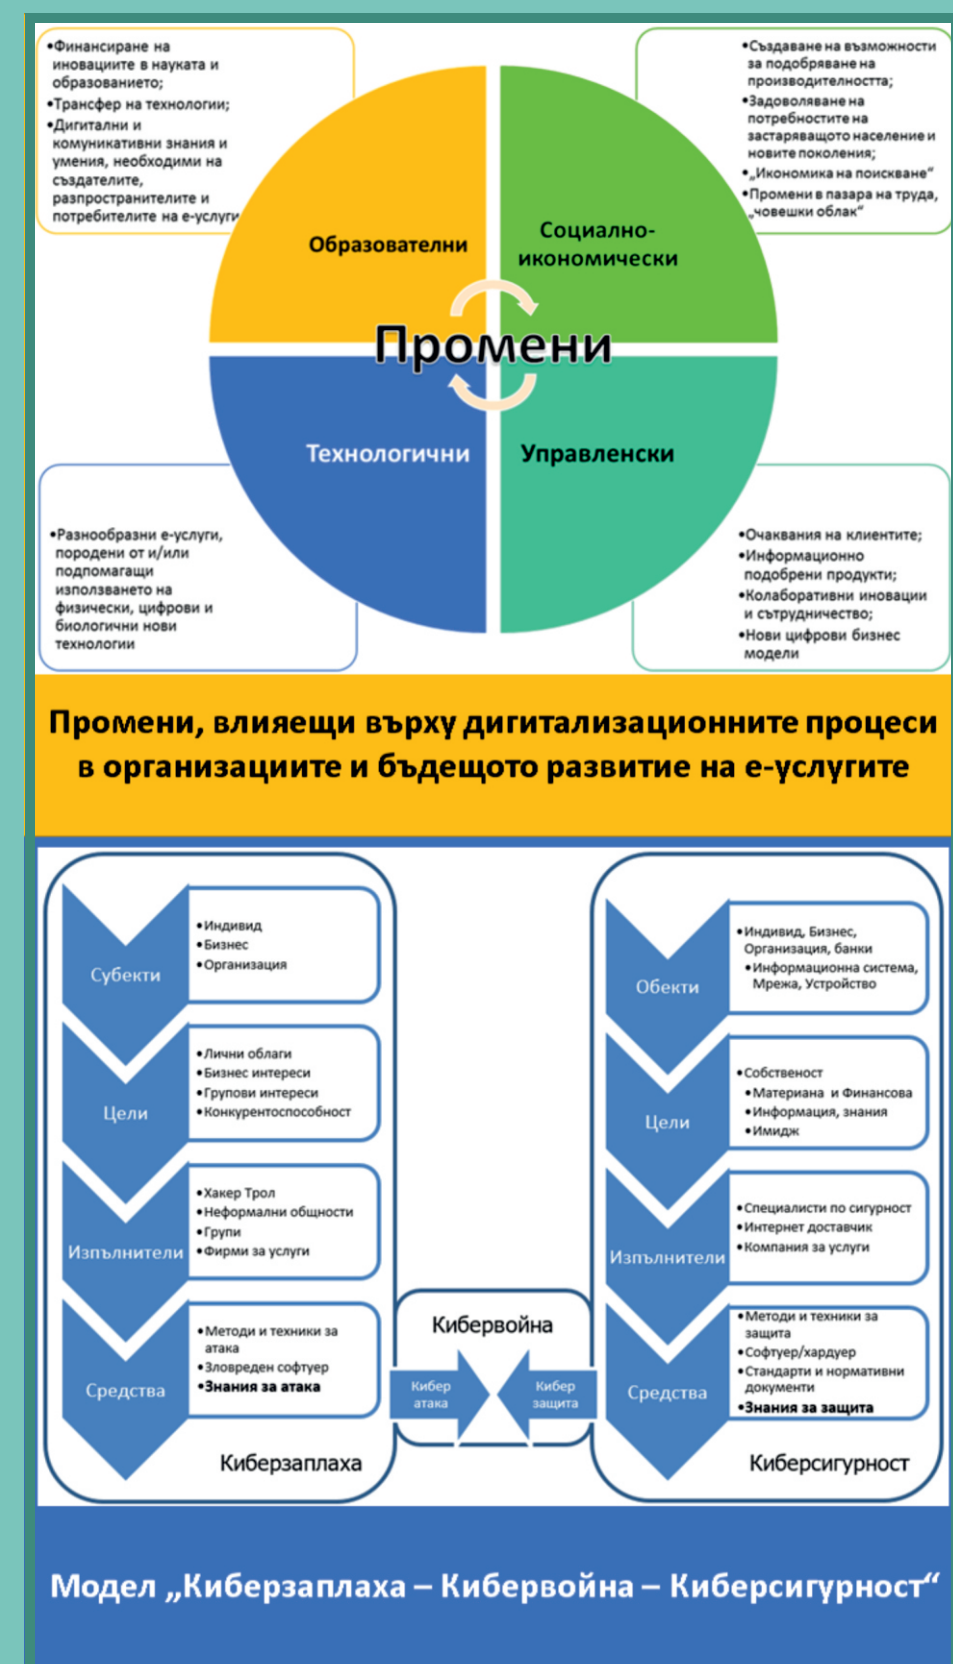 •Финансиране на
иновациите в науката и
образованието;
•Трансфер на технологии;
•Дигитални и
комуникативни знания и
умения, необходими на
създателите,
разпространителите и
потребителите на е-услуги
•Създаване на възможности
за подобряване на
производителността;
•Задоволяване на
потребностите на
застаряващото население и
новите поколения;
•„Икономика на поискване“
•Промени в пазара на труда,
„човешки облак“
Образователни
Социално-
икономически
Промени
Технологични
Управленски
•Разнообразни е-услуги,
породени от и/или
подпомагащи
използването на
физически, цифрови и
биологични нови
технологии
•Очаквания на клиентите;
•Информационно
подобрени продукти;
•Колаборативни иновации
и сътрудничество;
•Нови цифрови бизнес
модели
Промени, влияещи върху дигитализационните процеси
в организациите и бъдещото развитие на е-услугите
Субекти
•Индивид
•Бизнес
•Организация
Цели
•Лични облаги
•Бизнес интереси
•Групови интереси
•Конкурентоспособност
Изпълнители
•Хакер Трол
•Неформални общности
•Групи
•Фирми за услуги
Средства
•Методи и техники за
атака
•Зловреден софтуер
•Знания за атака
Киберзаплаха
Кибервойна
Кибер
атака
Кибер
защита
Обекти
•Индивид, Бизнес,
Организация, банки
•Информационна система,
Мрежа, Устройство
Цели
•Собственост
•Материана и Финансова
•Информация, знания
•Имидж
Изпълнители
•Специалисти по сигурност
•Интернет доставчик
•Компания за услуги
Средства
•Методи и техники за
защита
•Софтуер/хардуер
•Стандарти и нормативни
документи
•Знания за защита
Киберсигурност
Модел „Киберзаплаха – Кибервойна – Киберсигурност“